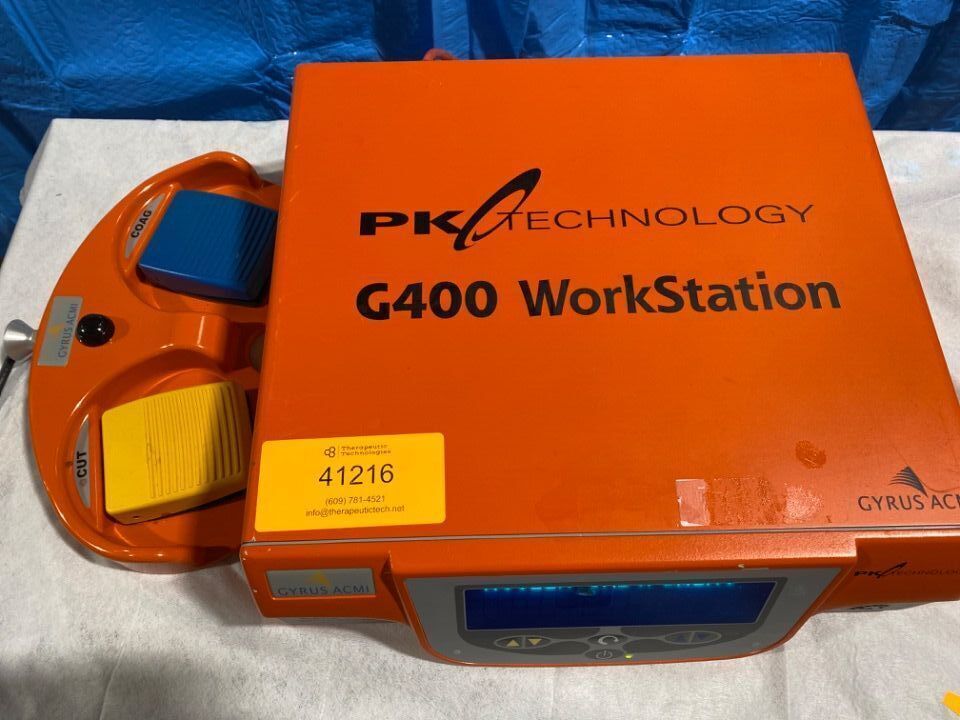 PK TECHNOLOGY
G400 WorkStation
COAG
GYRUS ACMI
CUT
Therapeutic
Technologies
41216
(609) 781-4521
info@therapeutictech.net
GYRUS ACM
GYRUS ACMI
PK TECHNOLOGY